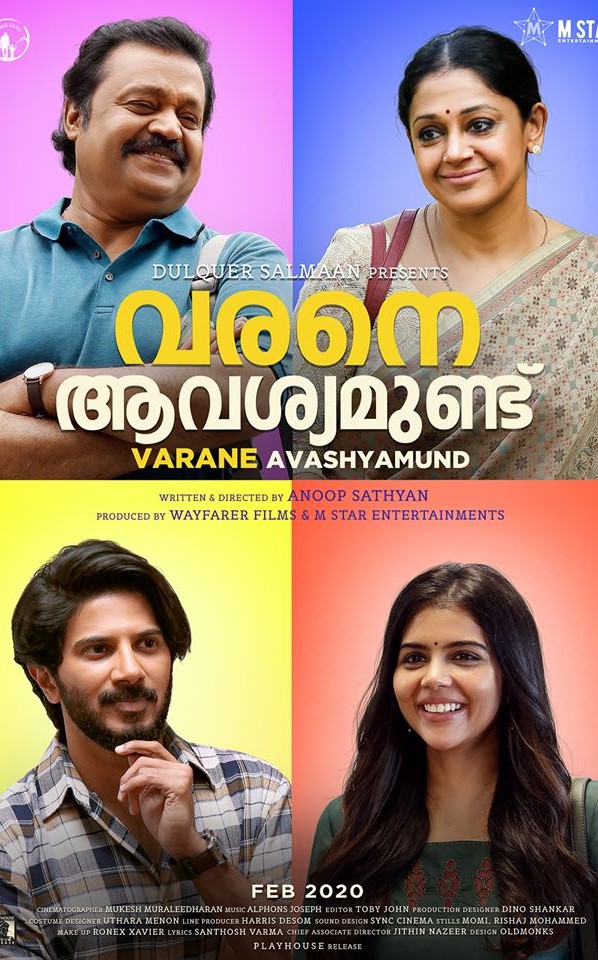 M STA
ENTERTAINMEN
DULQUER SALMAAN PRESENTS
വരനെ
ആവശ്യമുണ്ട്
VARANE AVASHYAMUND
WRITTEN & DIRECTED BY ANOOP SATHYAN
PRODUCED BY WAYFARER FILMS & M STAR ENTERTAINMENTS
FEB 2020
CINEMATOGRAPHER MUKESH MURALEEDHARAN MUSIC ALPHONS JOSEPH EDITOR TOBY JOHN PRODUCTION DESIGNER DINO SHANKAR
COSTUME DESIGNER UTHARA MENON LINE PRODUCER HARRIS DESOM SOUND DESIGN SYNC CINEMA STILLS MOMI, RISHAJ MOHAMMED
MAKE UP RONEX XAVIER LYRICS SANTHOSH VARMA CHIEF ASSOCIATE DIRECTOR JITHIN NAZEER DESIGN OLDMONKS
PLAYHOUSE RELEASE